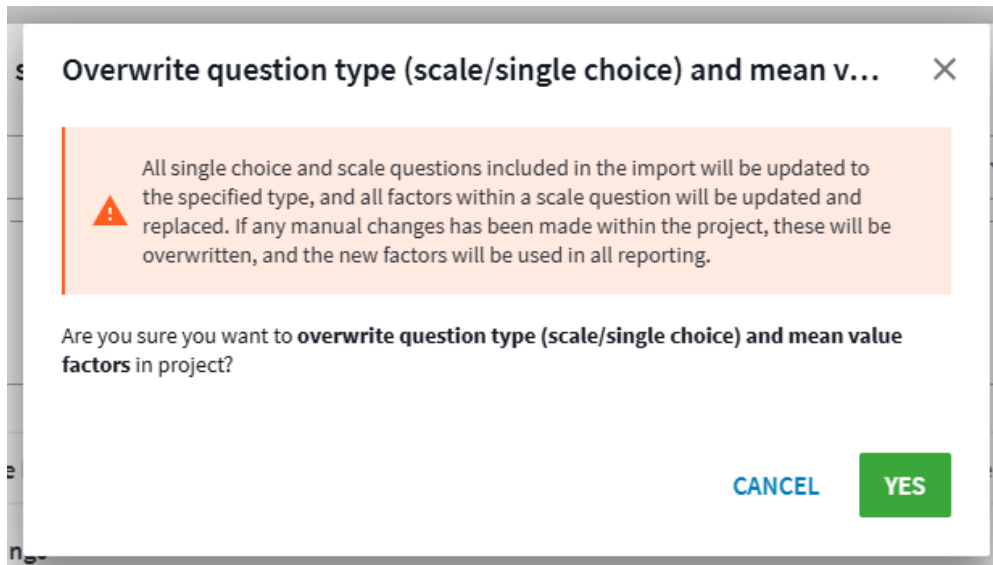 Overwrite question type (scale/single choice) and mean v...
All single choice and scale questions included in the import will be updated to
the specified type, and all factors within a scale question will be updated and
replaced. If any manual changes has been made within the project, these will be
overwritten, and the new factors will be used in all reporting.
Are you sure you want to overwrite question type (scale/single choice) and mean value
factors in project?
CANCEL YES